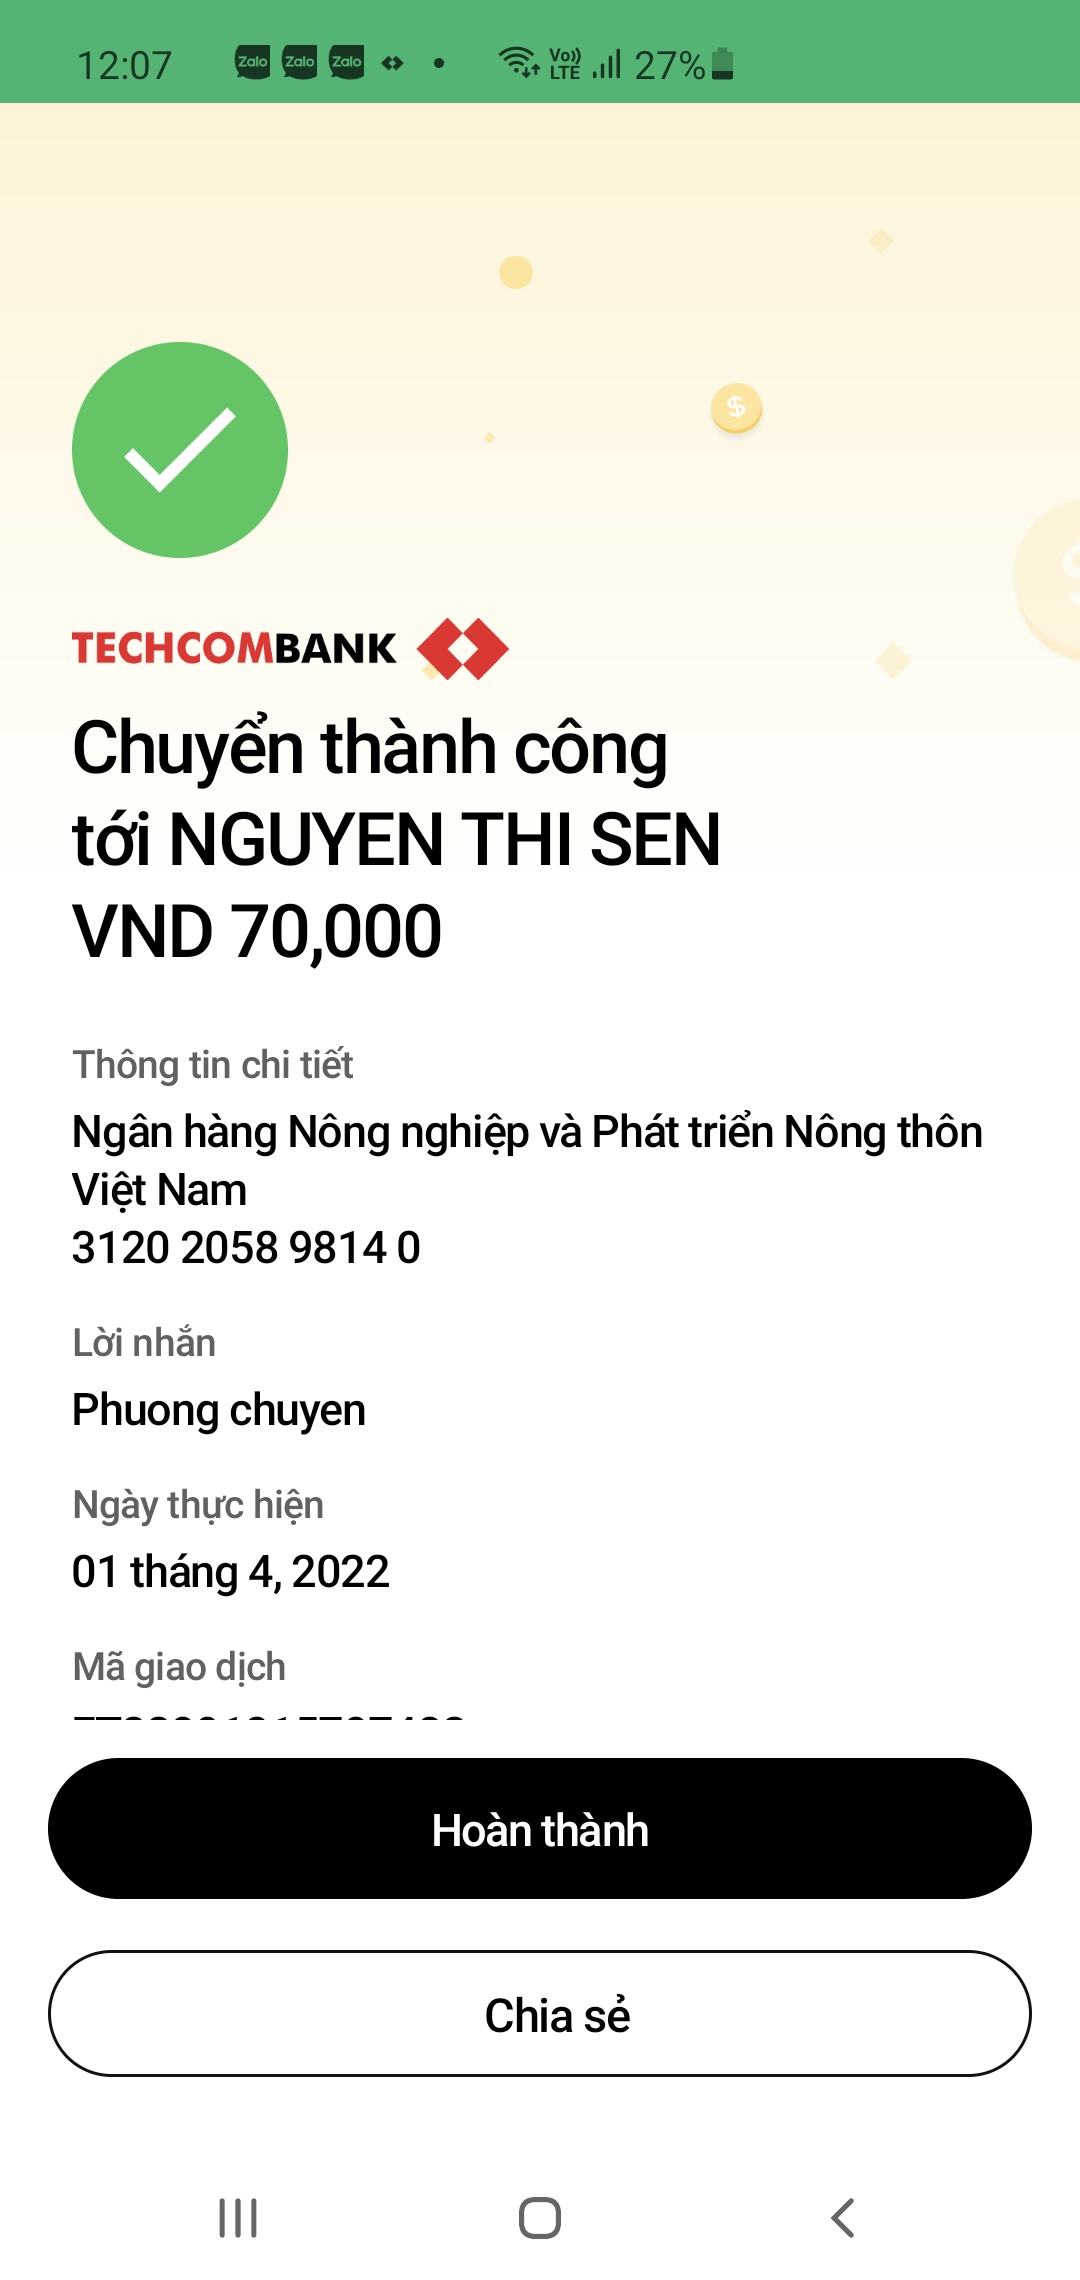 12:07 Zalo Zalo Zalo Vo)) LTE 27%
TECHCOMBANK
Chuyển thành công
tới NGUYEN THI SEN
VND 70,000
Thông tin chi tiết
Ngân hàng Nông nghiệp và Phát triển Nông thôn
Việt Nam
3120 2058 9814 0
Lời nhắn
Phuong chuyen
Ngày thực hiện
01 tháng 4, 2022
Mã giao dịch
Hoàn thành
Chia sẻ